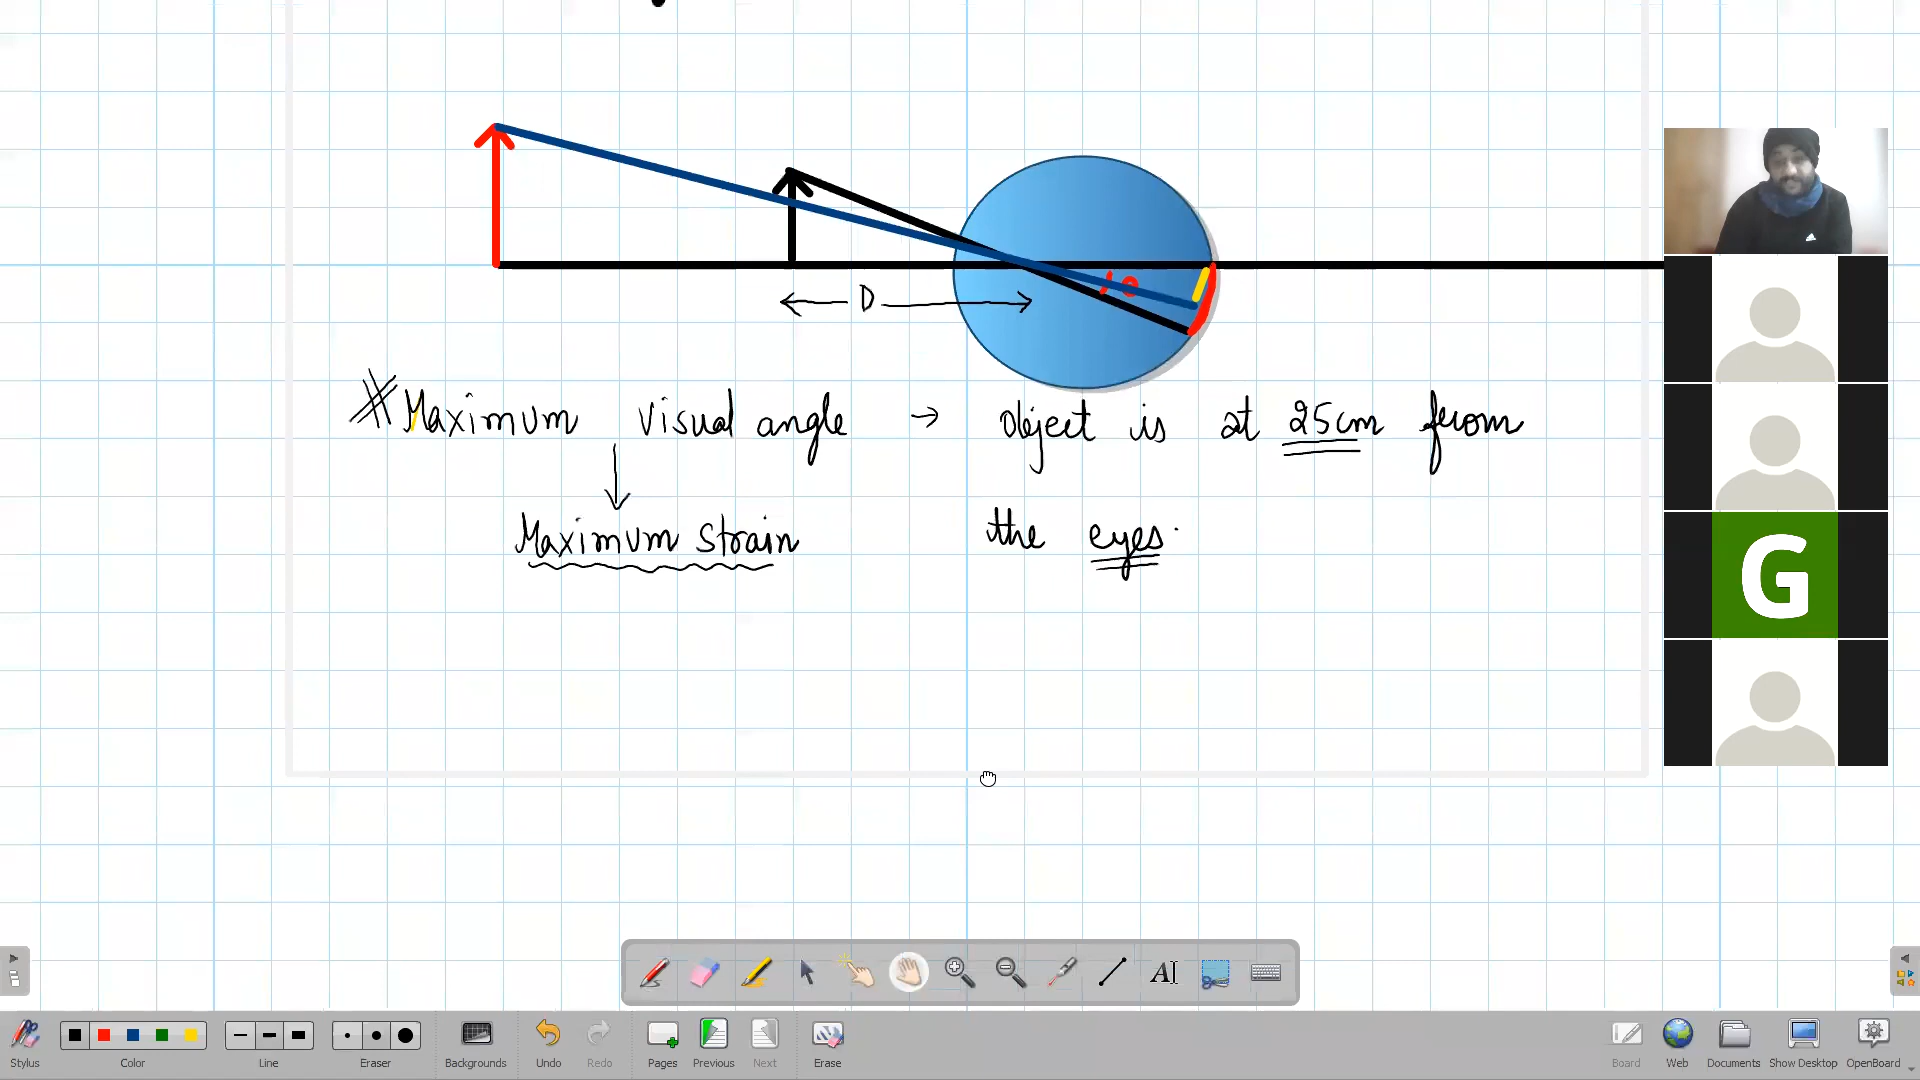 D
θ
# Maximum visual angle → object is at 25cm from
the eyes.
Maximum strain
G
Stylus
Color
Line
Eraser
Backgrounds
Undo
Redo
Pages
Previous
Next
Erase
Board
Web
Documents
Show Desktop
OpenBoard